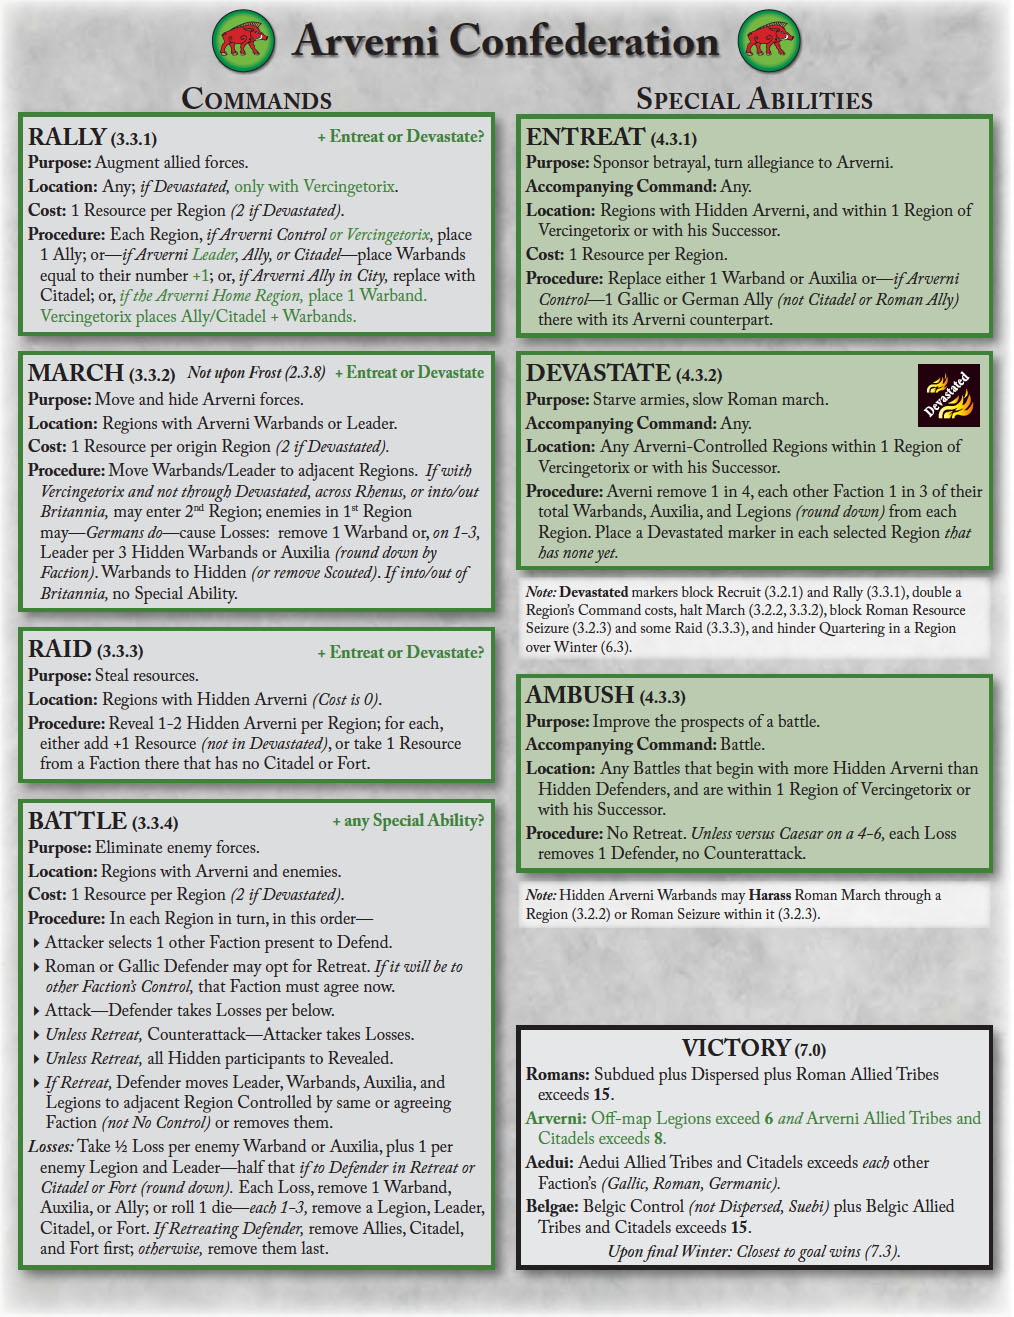 Arverni Confederation
COMMANDS
RALLY (3.3.1) + Entreat or Devastate?
Purpose: Augment allied forces.
Location: Any; if Devastated, only with Vercingetorix.
Cost: 1 Resource per Region (2 if Devastated).
Procedure: Each Region, if Arverni Control or Vercingetorix, place
1 Ally; or—if Arverni Leader, Ally, or Citadel—place Warbands
equal to their number +1; or, if Arverni Ally in City, replace with
Citadel; or, if the Arverni Home Region, place 1 Warband.
Vercingetorix places Ally/Citadel + Warbands.
MARCH (3.3.2) Not upon Frost (2.3.8) + Entreat or Devastate
Purpose: Move and hide Arverni forces.
Location: Regions with Arverni Warbands or Leader.
Cost: 1 Resource per origin Region (2 if Devastated).
Procedure: Move Warbands/Leader to adjacent Regions. If with
Vercingetorix and not through Devastated, across Rhenus, or into/out
Britannia, may enter 2nd Region; enemies in 1st Region
may—Germans do—cause Losses: remove 1 Warband or, on 1-3,
Leader per 3 Hidden Warbands or Auxilia (round down by
Faction). Warbands to Hidden (or remove Scouted). If into/out of
Britannia, no Special Ability.
RAID (3.3.3) + Entreat or Devastate?
Purpose: Steal resources.
Location: Regions with Hidden Arverni (Cost is 0).
Procedure: Reveal 1-2 Hidden Arverni per Region; for each,
either add +1 Resource (not in Devastated), or take 1 Resource
from a Faction there that has no Citadel or Fort.
BATTLE (3.3.4) + any Special Ability?
Purpose: Eliminate enemy forces.
Location: Regions with Arverni and enemies.
Cost: 1 Resource per Region (2 if Devastated).
Procedure: In each Region in turn, in this order—
Attacker selects 1 other Faction present to Defend.
Roman or Gallic Defender may opt for Retreat. If it will be to
other Faction's Control, that Faction must agree now.
Attack—Defender takes Losses per below.
Unless Retreat, Counterattack—Attacker takes Losses.
Unless Retreat, all Hidden participants to Revealed.
If Retreat, Defender moves Leader, Warbands, Auxilia, and
Legions to adjacent Region Controlled by same or agreeing
Faction (not No Control) or removes them.
Losses: Take ½ Loss per enemy Warband or Auxilia, plus 1 per
enemy Legion and Leader—half that if to Defender in Retreat or
Citadel or Fort (round down). Each Loss, remove 1 Warband,
Auxilia, or Ally; or roll 1 die—each 1-3, remove a Legion, Leader,
Citadel, or Fort. If Retreating Defender, remove Allies, Citadel,
and Fort first; otherwise, remove them last.
SPECIAL ABILITIES
ENTREAT (4.3.1)
Purpose: Sponsor betrayal, turn allegiance to Arverni.
Accompanying Command: Any.
Location: Regions with Hidden Arverni, and within 1 Region of
Vercingetorix or with his Successor.
Cost: 1 Resource per Region.
Procedure: Replace either 1 Warband or Auxilia or—if Arverni
Control—1 Gallic or German Ally (not Citadel or Roman Ally)
there with its Arverni counterpart.
DEVASTATE (4.3.2)
Devastated
Purpose: Starve armies, slow Roman march.
Accompanying Command: Any.
Location: Any Arverni-Controlled Regions within 1 Region of
Vercingetorix or with his Successor.
Procedure: Averni remove 1 in 4, each other Faction 1 in 3 of their
total Warbands, Auxilia, and Legions (round down) from each
Region. Place a Devastated marker in each selected Region that
has none yet.
Note: Devastated markers block Recruit (3.2.1) and Rally (3.3.1), double a
Region's Command costs, halt March (3.2.2, 3.3.2), block Roman Resource
Seizure (3.2.3) and some Raid (3.3.3), and hinder Quartering in a Region
over Winter (6.3).
AMBUSH (4.3.3)
Purpose: Improve the prospects of a battle.
Accompanying Command: Battle.
Location: Any Battles that begin with more Hidden Arverni than
Hidden Defenders, and are within 1 Region of Vercingetorix or
with his Successor.
Procedure: No Retreat. Unless versus Caesar on a 4-6, each Loss
removes 1 Defender, no Counterattack.
Note: Hidden Arverni Warbands may Harass Roman March through a
Region (3.2.2) or Roman Seizure within it (3.2.3).
VICTORY (7.0)
Romans: Subdued plus Dispersed plus Roman Allied Tribes
exceeds 15.
Arverni: Off-map Legions exceed 6 and Arverni Allied Tribes and
Citadels exceeds 8.
Aedui: Aedui Allied Tribes and Citadels exceeds each other
Faction's (Gallic, Roman, Germanic).
Belgae: Belgic Control (not Dispersed, Suebi) plus Belgic Allied
Tribes and Citadels exceeds 15.
Upon final Winter: Closest to goal wins (7.3).